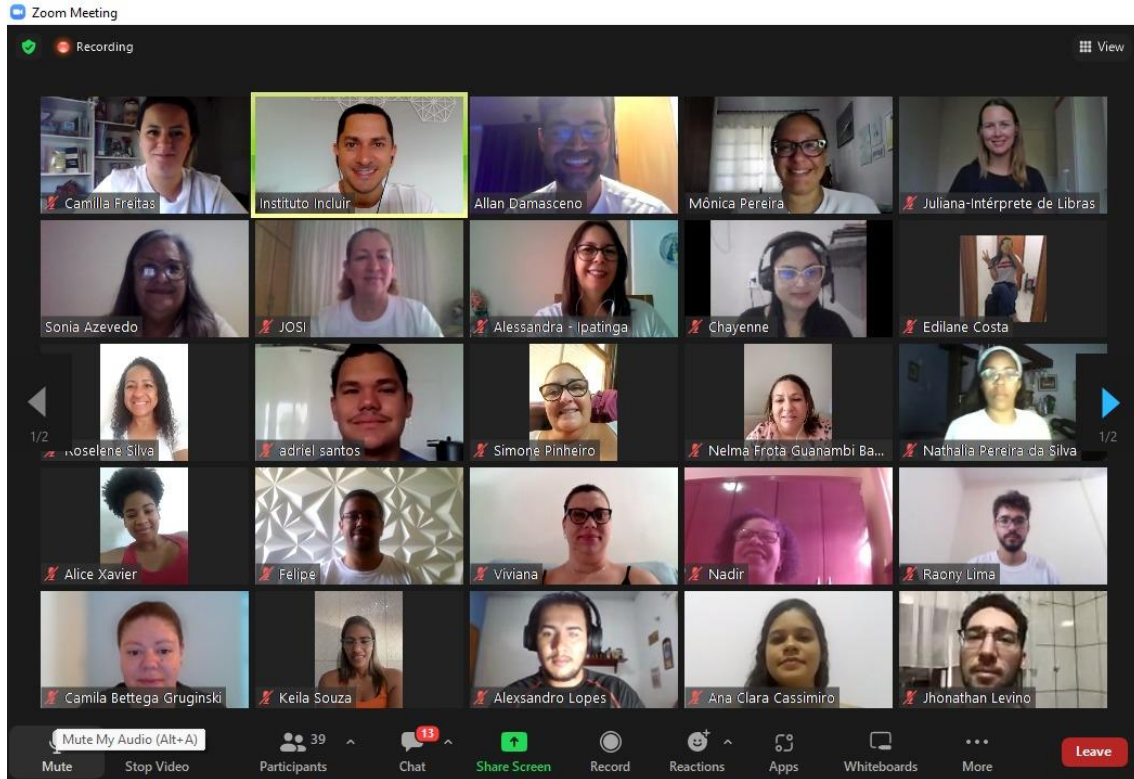 Zoom Meeting
Recording
View
Camilla Freitas
Instituto Incluir
Allan Damasceno
Mônica Pereira
Juliana-Intérprete de Libras
Sonia Azevedo
JOSI
Alessandra - Ipatinga
Chayenne
Edilane Costa
1/2
Roselene Silva
adriel santos
Simone Pinheiro
Nelma Frota Guanambi Ba...
Nathalia Pereira da Silva
1/2
Alice Xavier
Felipe
Viviana
Nadir
Raony Lima
Camila Bettega Gruginski
Keila Souza
Alexsandro Lopes
Ana Clara Cassimiro
Jhonathan Levino
Mute My Audio (Alt+A)
39
13
Mute
Stop Video
Participants
Chat
Share Screen
Record
Reactions
Apps
Whiteboards
More
Leave